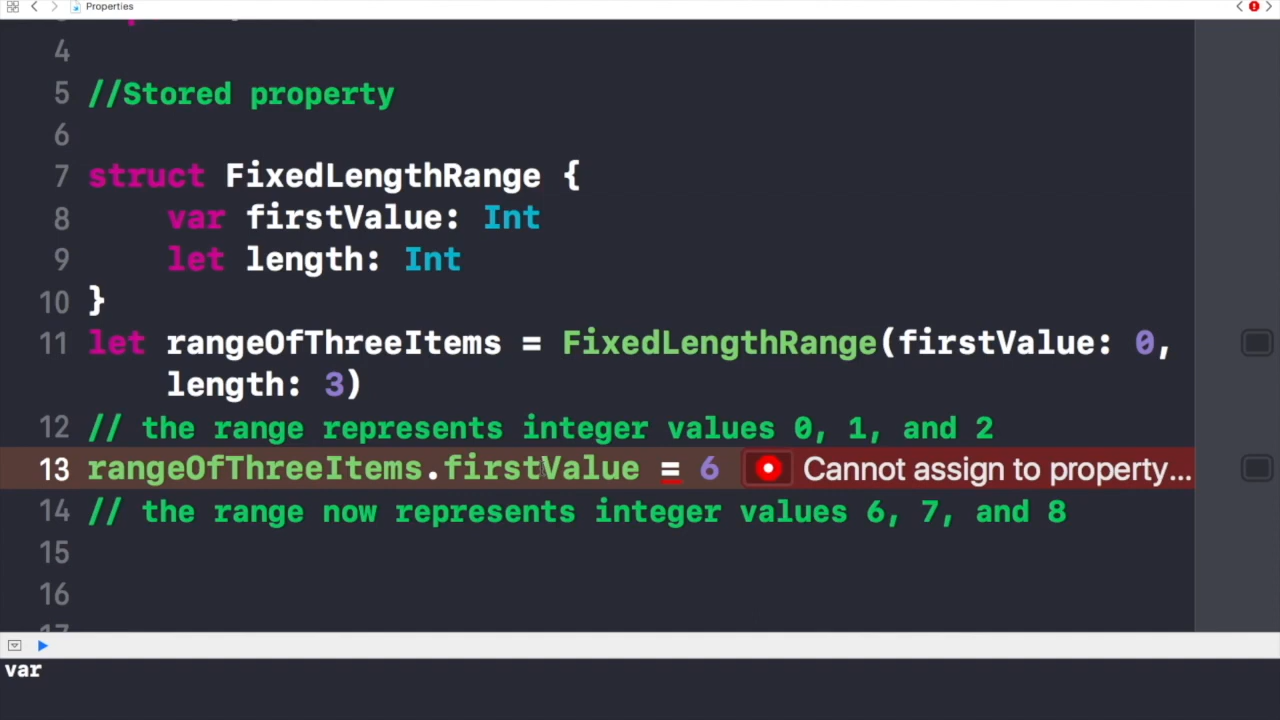 Properties
4
5 //Stored property
6
7 struct FixedLengthRange {
8 var firstValue: Int
9 let length: Int
10 }
11 let rangeOfThreeItems = FixedLengthRange(firstValue: 0,
length: 3)
12 // the range represents integer values 0, 1, and 2
13 rangeOfThreeItems.firstValue = 6 Cannot assign to property...
14 // the range now represents integer values 6, 7, and 8
15
16
var